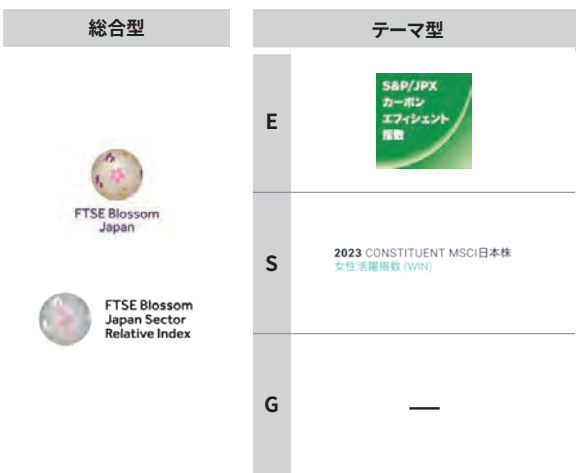 総合型
FTSE Blossom
Japan
FTSE Blossom
Japan Sector
Relative Index
テーマ型
E
S&P/JPX
カーボン
エフィシェント
指数
S
2023 CONSTITUENT MSCI日本株
女性活躍指数 (WIN)
G
—